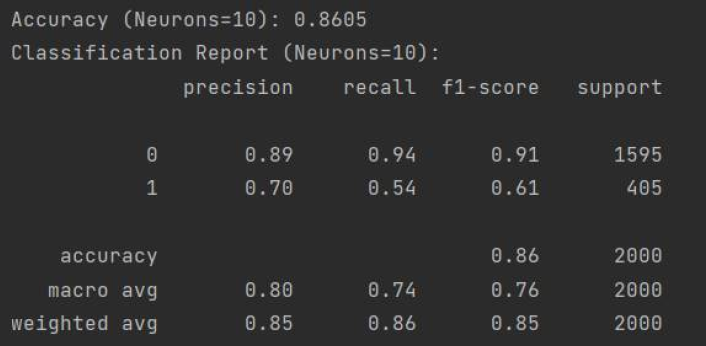 Accuracy (Neurons=10): 0.8605
Classification Report (Neurons=10):
precision recall f1-score support
0 0.89 0.94 0.91 1595
1 0.70 0.54 0.61 405
accuracy 0.86 2000
macro avg 0.80 0.74 0.76 2000
weighted avg 0.85 0.86 0.85 2000